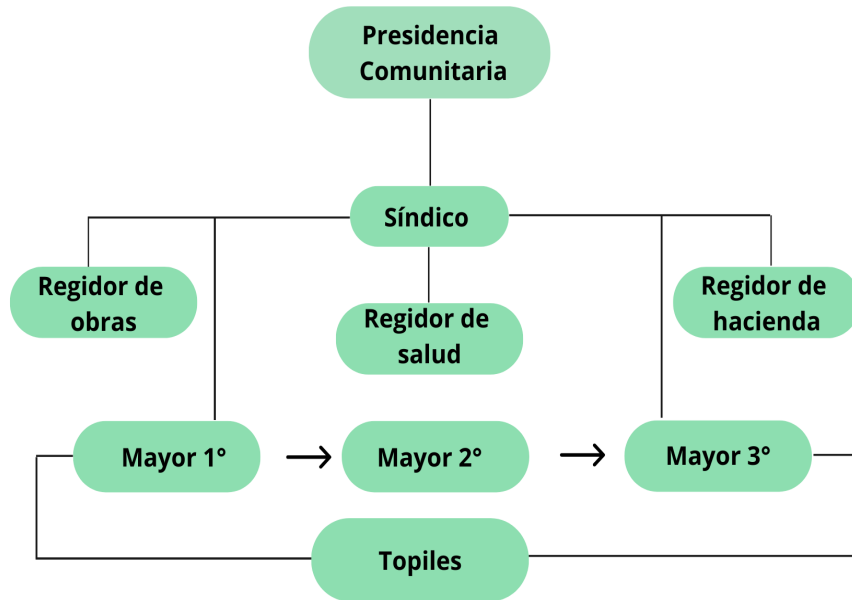 Presidencia
Comunitaria
Síndico
Regidor de
obras
Regidor de
salud
Regidor de
hacienda
Mayor 1°
Mayor 2°
Mayor 3°
Topiles